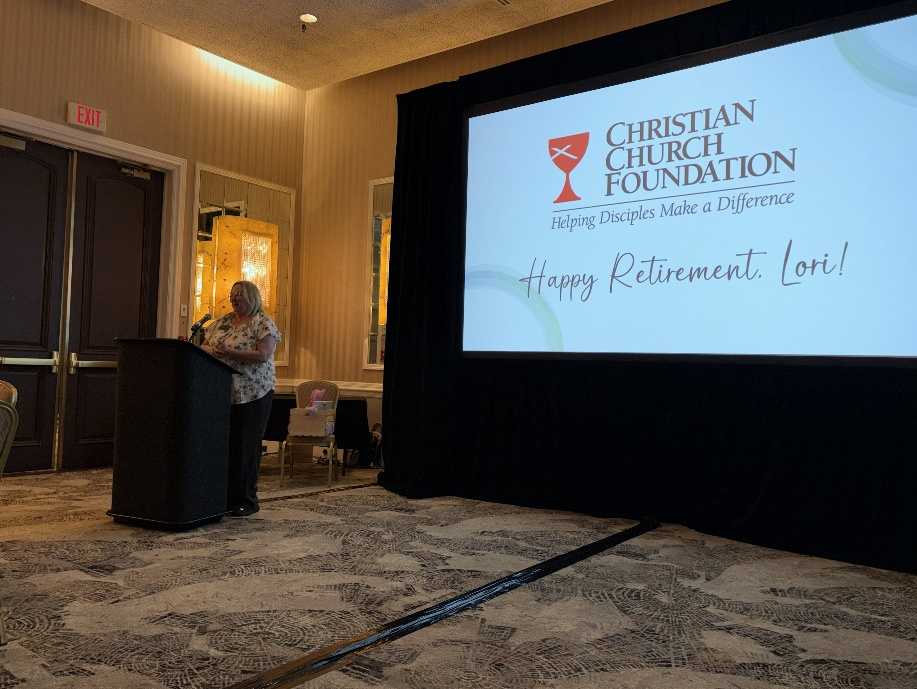 EXIT
CHRISTIAN
CHURCH
FOUNDATION
Helping Disciples Make a Difference
Happy Retirement, Lori!